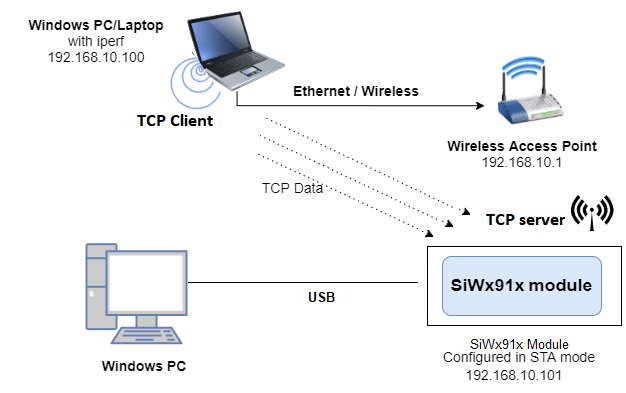 Windows PC/Laptop
with iperf
192.168.10.100
TCP Client
Ethernet / Wireless
Wireless Access Point
192.168.10.1
TCP Data
TCP server
SiWx91x module
USB
Windows PC
SiWx91x Module
Configured in STA mode
192.168.10.101